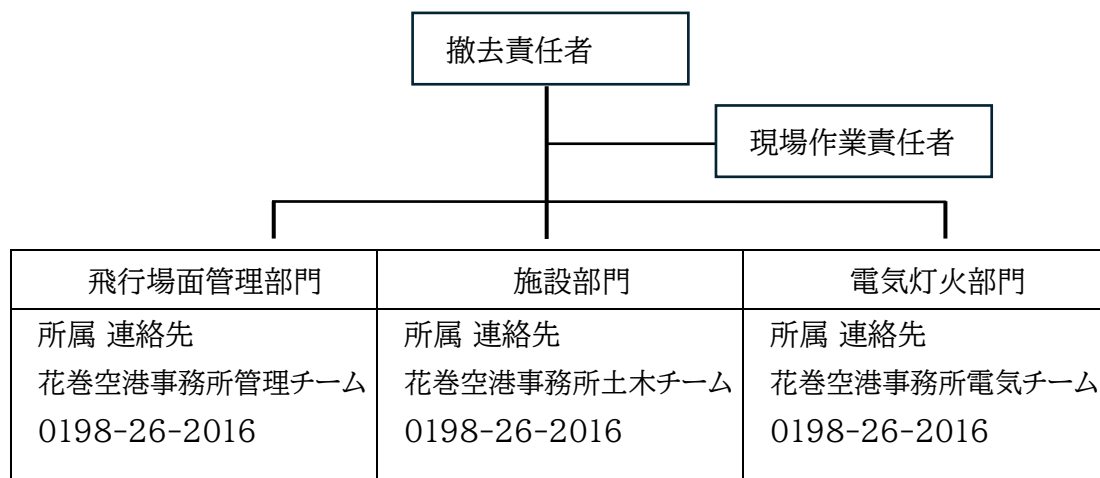 撤去責任者
現場作業責任者
飛行場面管理部門
所属 連絡先
花巻空港事務所管理チーム
0198-26-2016
施設部門
所属 連絡先
花巻空港事務所土木チーム
0198-26-2016
電気灯火部門
所属 連絡先
花巻空港事務所電気チーム
0198-26-2016